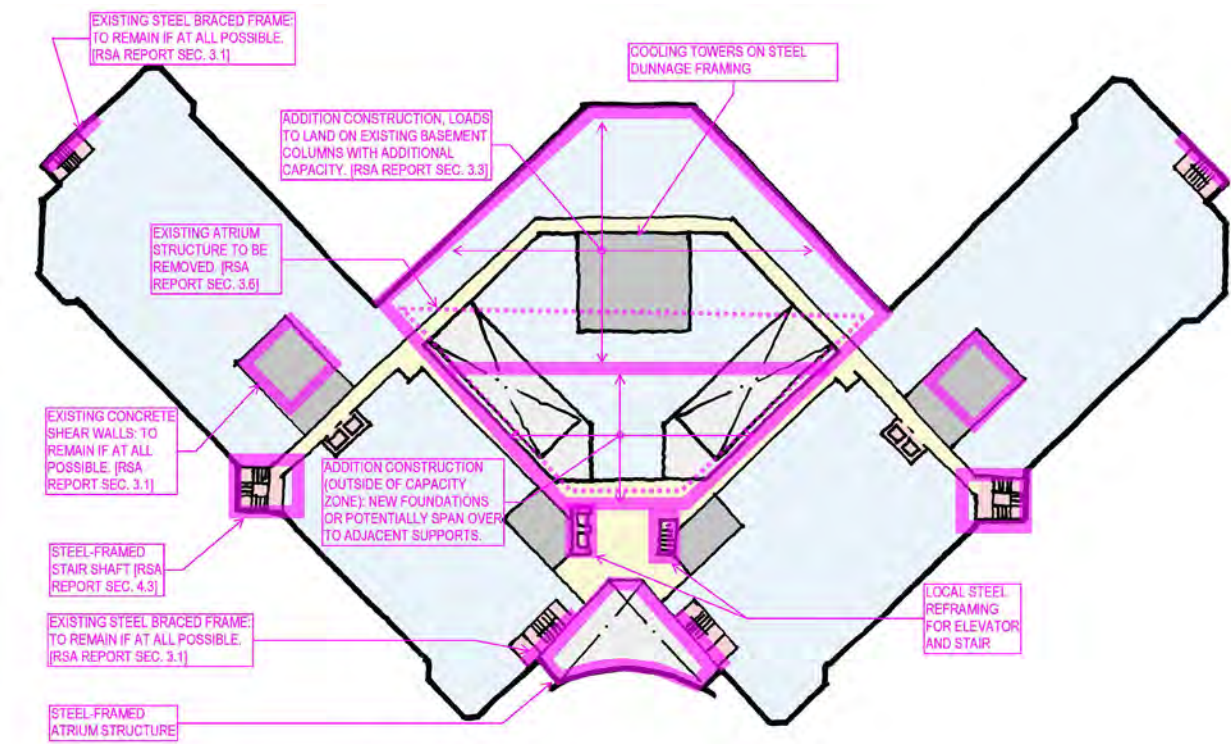 EXISTING STEEL BRACED FRAME:
TO REMAIN IF AT ALL POSSIBLE.
[RSA REPORT SEC. 3.1]
COOLING TOWERS ON STEEL
DUNNAGE FRAMING
ADDITION CONSTRUCTION, LOADS
TO LAND ON EXISTING BASEMENT
COLUMNS WITH ADDITIONAL
CAPACITY. [RSA REPORT SEC. 3.3]
EXISTING ATRIUM
STRUCTURE TO BE
REMOVED. [RSA
REPORT SEC. 3.6]
EXISTING CONCRETE
SHEAR WALLS: TO
REMAIN IF AT ALL
POSSIBLE. [RSA
REPORT SEC. 3.1]
ADDITION CONSTRUCTION
(OUTSIDE OF CAPACITY
ZONE): NEW FOUNDATIONS
OR POTENTIALLY SPAN OVER
TO ADJACENT SUPPORTS.
STEEL-FRAMED
STAIR SHAFT [RSA
REPORT SEC. 4.3]
LOCAL STEEL
REFRAMING
FOR ELEVATOR
AND STAIR
EXISTING STEEL BRACED FRAME:
TO REMAIN IF AT ALL POSSIBLE.
[RSA REPORT SEC. 3.1]
STEEL-FRAMED
ATRIUM STRUCTURE